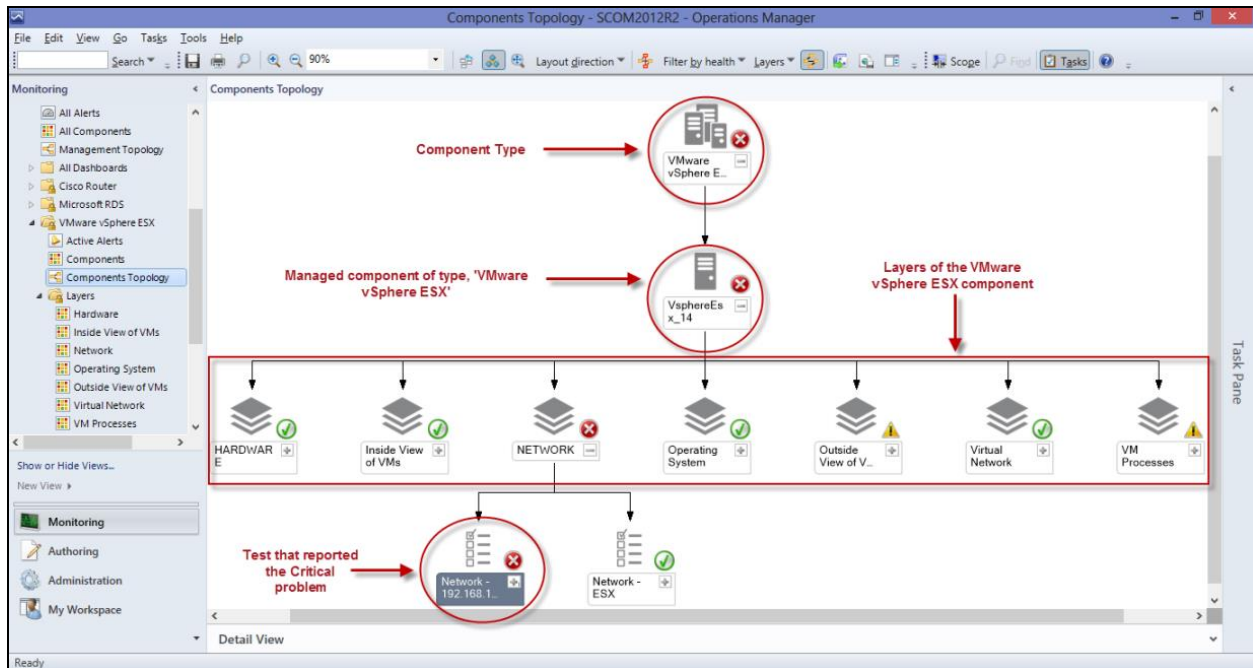 Components Topology - SCOM2012R2 - Operations Manager
File Edit View Go Tasks Tools Help
Search 90% Layout direction Filter by health Layers Scope Find Tasks
Monitoring
All Alerts
All Components
Management Topology
All Dashboards
Cisco Router
Microsoft RDS
VMware vSphere ESX
Active Alerts
Components
Components Topology
Layers
Hardware
Inside View of VMs
Network
Operating System
Outside View of VMs
Virtual Network
VM Processes
Show or Hide Views...
New View
Monitoring
Authoring
Administration
My Workspace
Components Topology
Component Type
VMware
vSphere E...
Managed component of type, 'VMware
vSphere ESX'
VsphereEs
x_14
Layers of the VMware
vSphere ESX component
HARDWAR
E
Inside View
of VMs
NETWORK
Operating
System
Outside
View of V...
Virtual
Network
VM
Processes
Test that reported
the Critical
problem
Network -
192.168.1...
Network -
ESX
Detail View
Task Pane
Ready